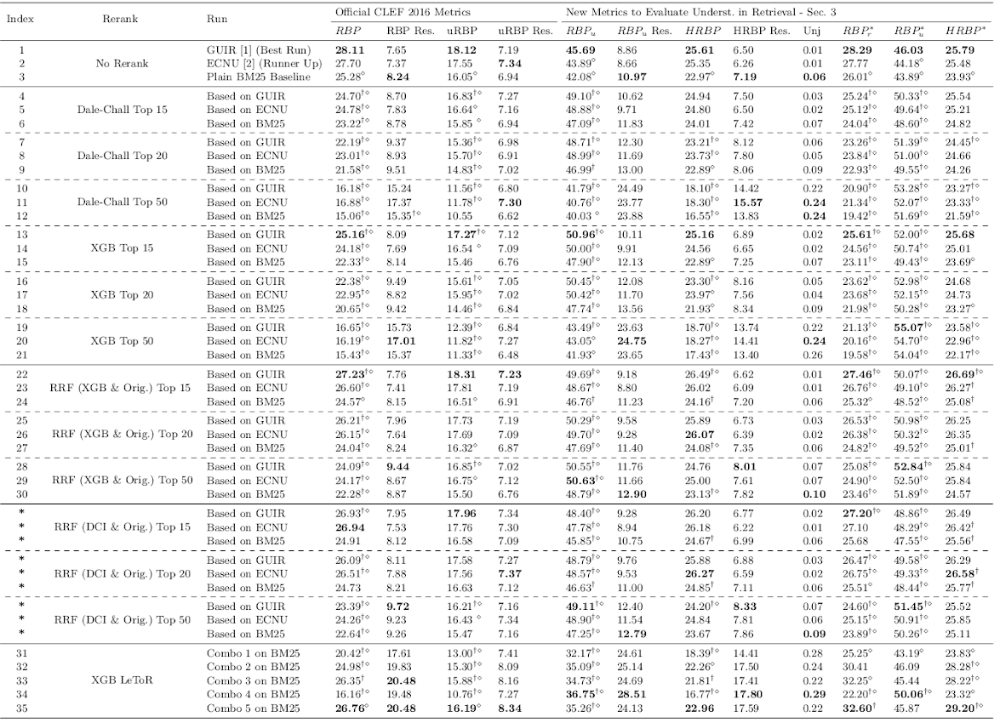 Official CLEF 2016 Metrics New Metrics to Evaluate Underst. in Retrieval - Sec. 3
Index Rerank Run RBP RBP Res. uRBP uRBP Res. RBPu RBPu Res. HRBP HRBP Res. Unj RBP*r RBP*u HRBP*
1 GUIR [1] (Best Run) 28.11 7.65 18.12 7.19 45.69 8.86 25.61 6.50 0.01 28.29 46.03 25.79
2 No Rerank ECNU [2] (Runner Up) 27.70 7.37 17.55 7.34 43.89⋄ 8.66 25.35 6.26 0.01 27.77 44.18⋄ 25.48
3 Plain BM25 Baseline 25.28⋄ 8.24 16.05⋄ 6.94 42.08⋄ 10.97 22.97⋄ 7.19 0.06 26.01⋄ 43.89⋄ 23.93⋄
4 Based on GUIR 24.70†⋄ 8.70 16.83†⋄ 7.27 49.10†⋄ 10.62 24.94 7.50 0.03 25.24†⋄ 50.33†⋄ 25.54
5 Dale-Chall Top 15 Based on ECNU 24.78†⋄ 7.83 16.64⋄ 7.16 48.88†⋄ 9.71 24.80 6.50 0.02 25.12†⋄ 49.64†⋄ 25.21
6 Based on BM25 23.22†⋄ 8.78 15.85 ⋄ 6.94 47.09†⋄ 11.83 24.01 7.42 0.07 24.04†⋄ 48.60†⋄ 24.82
7 Based on GUIR 22.19†⋄ 9.37 15.36†⋄ 6.98 48.71†⋄ 12.30 23.21†⋄ 8.12 0.06 23.26†⋄ 51.39†⋄ 24.45†⋄
8 Dale-Chall Top 20 Based on ECNU 23.01†⋄ 8.93 15.70†⋄ 6.91 48.99†⋄ 11.69 23.73†⋄ 7.80 0.05 23.84†⋄ 51.00†⋄ 24.66
9 Based on BM25 21.58†⋄ 9.51 14.83†⋄ 7.02 46.99† 13.00 22.89⋄ 8.06 0.09 22.93†⋄ 49.55†⋄ 24.26
10 Based on GUIR 16.18†⋄ 15.24 11.56†⋄ 6.80 41.79†⋄ 24.49 18.10†⋄ 14.42 0.22 20.90†⋄ 53.28†⋄ 23.27†⋄
11 Dale-Chall Top 50 Based on ECNU 16.88†⋄ 17.37 11.78†⋄ 7.30 40.76†⋄ 23.77 18.30†⋄ 15.57 0.24 21.34†⋄ 52.07†⋄ 23.33†⋄
12 Based on BM25 15.06†⋄ 15.35†⋄ 10.55 6.62 40.03 ⋄ 23.88 16.55†⋄ 13.83 0.24 19.42†⋄ 51.69†⋄ 21.59†⋄
13 Based on GUIR 25.16†⋄ 8.09 17.27†⋄ 7.12 50.96†⋄ 10.11 25.16 6.89 0.02 25.61†⋄ 52.00†⋄ 25.68
14 XGB Top 15 Based on ECNU 24.18†⋄ 7.69 16.54 ⋄ 7.09 50.00†⋄ 9.91 24.56 6.65 0.02 24.56†⋄ 50.74†⋄ 25.01
15 Based on BM25 22.33†⋄ 8.14 15.46 6.76 47.90†⋄ 12.13 22.89⋄ 7.25 0.07 23.11†⋄ 49.43†⋄ 23.69⋄
16 Based on GUIR 22.38†⋄ 9.49 15.61†⋄ 7.05 50.45†⋄ 12.08 23.30†⋄ 8.16 0.05 23.62†⋄ 52.98†⋄ 24.68
17 XGB Top 20 Based on ECNU 22.95†⋄ 8.82 15.95†⋄ 7.02 50.42†⋄ 11.70 23.97⋄ 7.56 0.04 23.68†⋄ 52.15†⋄ 24.73
18 Based on BM25 20.65†⋄ 9.42 14.46†⋄ 6.84 47.74†⋄ 13.56 21.93⋄ 8.34 0.09 21.98†⋄ 50.28†⋄ 23.27⋄
19 Based on GUIR 16.65†⋄ 15.73 12.39†⋄ 6.84 43.49†⋄ 23.63 18.70†⋄ 13.74 0.22 21.13†⋄ 55.07†⋄ 23.58†⋄
20 XGB Top 50 Based on ECNU 16.19†⋄ 17.01 11.82†⋄ 7.27 43.05⋄ 24.75 18.27†⋄ 14.41 0.24 20.16†⋄ 54.70†⋄ 22.96†⋄
21 Based on BM25 15.43†⋄ 15.37 11.33†⋄ 6.48 41.93⋄ 23.65 17.43†⋄ 13.40 0.26 19.58†⋄ 54.04†⋄ 22.17†⋄
22 Based on GUIR 27.23†⋄ 7.76 18.31 7.23 49.69†⋄ 9.18 26.49†⋄ 6.62 0.01 27.46†⋄ 50.07†⋄ 26.69†⋄
23 RRF (XGB & Orig.) Top 15 Based on ECNU 26.60†⋄ 7.41 17.81 7.19 48.67†⋄ 8.80 26.02 6.09 0.01 26.76†⋄ 49.10†⋄ 26.27†
24 Based on BM25 24.57⋄ 8.15 16.51⋄ 6.91 46.76† 11.23 24.16† 7.20 0.06 25.32⋄ 48.52†⋄ 25.08†
25 Based on GUIR 26.21†⋄ 7.96 17.73 7.19 50.29†⋄ 9.58 25.89 6.73 0.03 26.53†⋄ 50.98†⋄ 26.25
26 RRF (XGB & Orig.) Top 20 Based on ECNU 26.15†⋄ 7.64 17.69 7.09 49.70†⋄ 9.28 26.07 6.39 0.02 26.38†⋄ 50.32†⋄ 26.35
27 Based on BM25 24.04†⋄ 8.24 16.32⋄ 6.87 47.69†⋄ 11.40 24.08†⋄ 7.35 0.06 24.82†⋄ 49.52†⋄ 25.01†
28 Based on GUIR 24.09†⋄ 9.44 16.85†⋄ 7.02 50.55†⋄ 11.76 24.76 8.01 0.07 25.08†⋄ 52.84†⋄ 25.84
29 RRF (XGB & Orig.) Top 50 Based on ECNU 24.17†⋄ 8.67 16.75⋄ 7.12 50.63†⋄ 11.66 25.00 7.61 0.07 24.90†⋄ 52.50†⋄ 25.84
30 Based on BM25 22.28†⋄ 8.87 15.50 6.76 48.79†⋄ 12.90 23.13†⋄ 7.82 0.10 23.46†⋄ 51.89†⋄ 24.57
* Based on GUIR 26.93†⋄ 7.95 17.96 7.34 48.40†⋄ 9.28 26.20 6.77 0.02 27.20†⋄ 48.86†⋄ 26.49
* RRF (DCI & Orig.) Top 15 Based on ECNU 26.94 7.53 17.76 7.30 47.78†⋄ 8.94 26.18 6.22 0.01 27.10 48.29†⋄ 26.42†
* Based on BM25 24.91 8.12 16.58 7.09 45.85†⋄ 10.75 24.67† 6.99 0.06 25.68 47.55†⋄ 25.56†
* Based on GUIR 26.09†⋄ 8.11 17.58 7.27 48.79†⋄ 9.76 25.88 6.88 0.03 26.47†⋄ 49.58†⋄ 26.29
* RRF (DCI & Orig.) Top 20 Based on ECNU 26.51†⋄ 7.88 17.56 7.37 48.57†⋄ 9.53 26.27 6.59 0.02 26.75†⋄ 49.33†⋄ 26.58†
* Based on BM25 24.73 8.21 16.63 7.12 46.63† 11.00 24.85† 7.11 0.06 25.51⋄ 48.44†⋄ 25.77†
* Based on GUIR 23.39†⋄ 9.72 16.21†⋄ 7.16 49.11†⋄ 12.40 24.20†⋄ 8.33 0.07 24.60†⋄ 51.45†⋄ 25.52
* RRF (DCI & Orig.) Top 50 Based on ECNU 24.26†⋄ 9.23 16.43 ⋄ 7.34 48.90†⋄ 11.54 24.84 7.81 0.06 25.15†⋄ 50.91†⋄ 25.85
* Based on BM25 22.64†⋄ 9.26 15.47 7.16 47.25†⋄ 12.79 23.67 7.86 0.09 23.89†⋄ 50.26†⋄ 25.11
31 Combo 1 on BM25 20.42†⋄ 17.61 13.00†⋄ 7.41 32.17†⋄ 24.61 18.39†⋄ 14.41 0.28 25.25⋄ 43.19⋄ 23.83⋄
32 Combo 2 on BM25 24.98†⋄ 19.83 15.30†⋄ 8.09 35.09†⋄ 25.14 22.26⋄ 17.50 0.24 30.41 46.09 28.28†⋄
33 XGB LeToR Combo 3 on BM25 26.35† 20.48 15.88†⋄ 8.16 34.73†⋄ 24.69 21.81† 17.41 0.22 32.25⋄ 45.44 28.22†⋄
34 Combo 4 on BM25 16.16†⋄ 19.48 10.76†⋄ 7.27 36.75†⋄ 28.51 16.77†⋄ 17.80 0.29 22.20†⋄ 50.06†⋄ 23.32⋄
35 Combo 5 on BM25 26.76⋄ 20.48 16.19⋄ 8.34 35.26†⋄ 24.13 22.96 17.59 0.22 32.60† 45.87 29.20†⋄